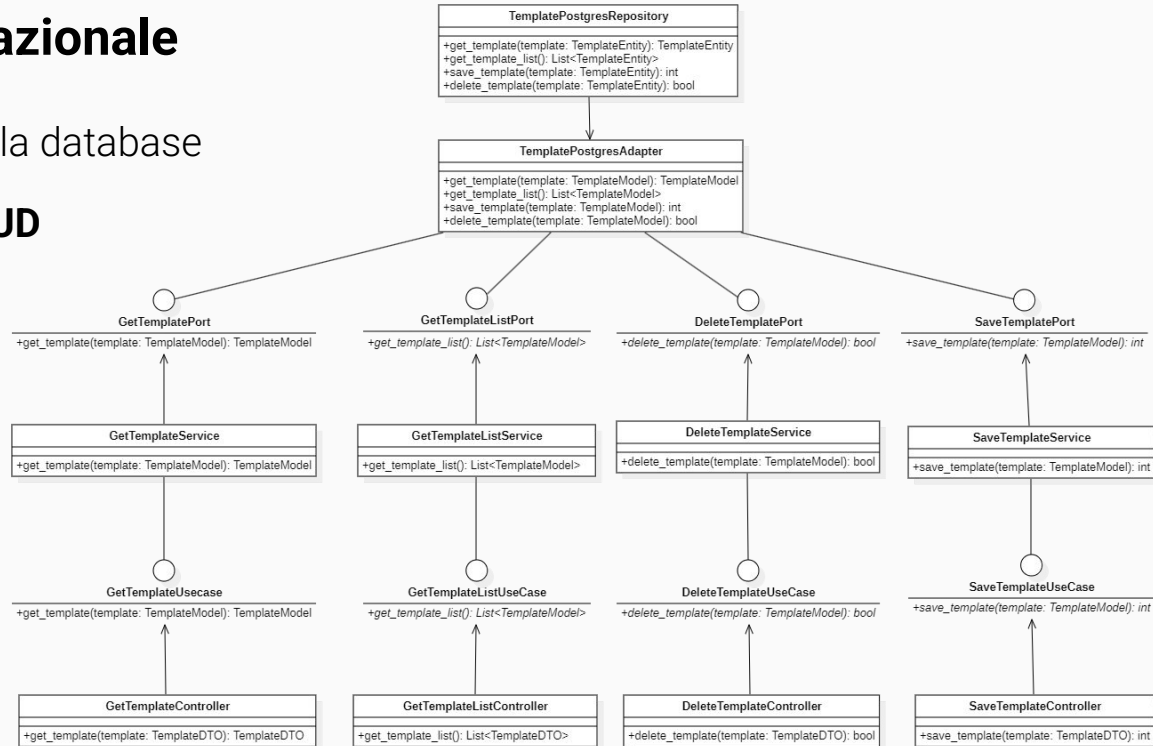 azionale
la database
UD
TemplatePostgresRepository
+get_template(template: TemplateEntity): TemplateEntity
+get_template_list(): List<TemplateEntity>
+save_template(template: TemplateEntity): int
+delete_template(template: TemplateEntity): bool
TemplatePostgresAdapter
+get_template(template: TemplateModel): TemplateModel
+get_template_list(): List<TemplateModel>
+save_template(template: TemplateModel): int
+delete_template(template: TemplateModel): bool
GetTemplatePort
+get_template(template: TemplateModel): TemplateModel
GetTemplateListPort
+get_template_list(): List<TemplateModel>
DeleteTemplatePort
+delete_template(template: TemplateModel): bool
SaveTemplatePort
+save_template(template: TemplateModel): int
GetTemplateService
+get_template(template: TemplateModel): TemplateModel
GetTemplateListService
+get_template_list(): List<TemplateModel>
DeleteTemplateService
+delete_template(template: TemplateModel): bool
SaveTemplateService
+save_template(template: TemplateModel): int
GetTemplateUsecase
+get_template(template: TemplateModel): TemplateModel
GetTemplateListUseCase
+get_template_list(): List<TemplateModel>
DeleteTemplateUseCase
+delete_template(template: TemplateModel): bool
SaveTemplateUseCase
+save_template(template: TemplateModel): int
GetTemplateController
+get_template(template: TemplateDTO): TemplateDTO
GetTemplateListController
+get_template_list(): List<TemplateDTO>
DeleteTemplateController
+delete_template(template: TemplateDTO): bool
SaveTemplateController
+save_template(template: TemplateDTO): int